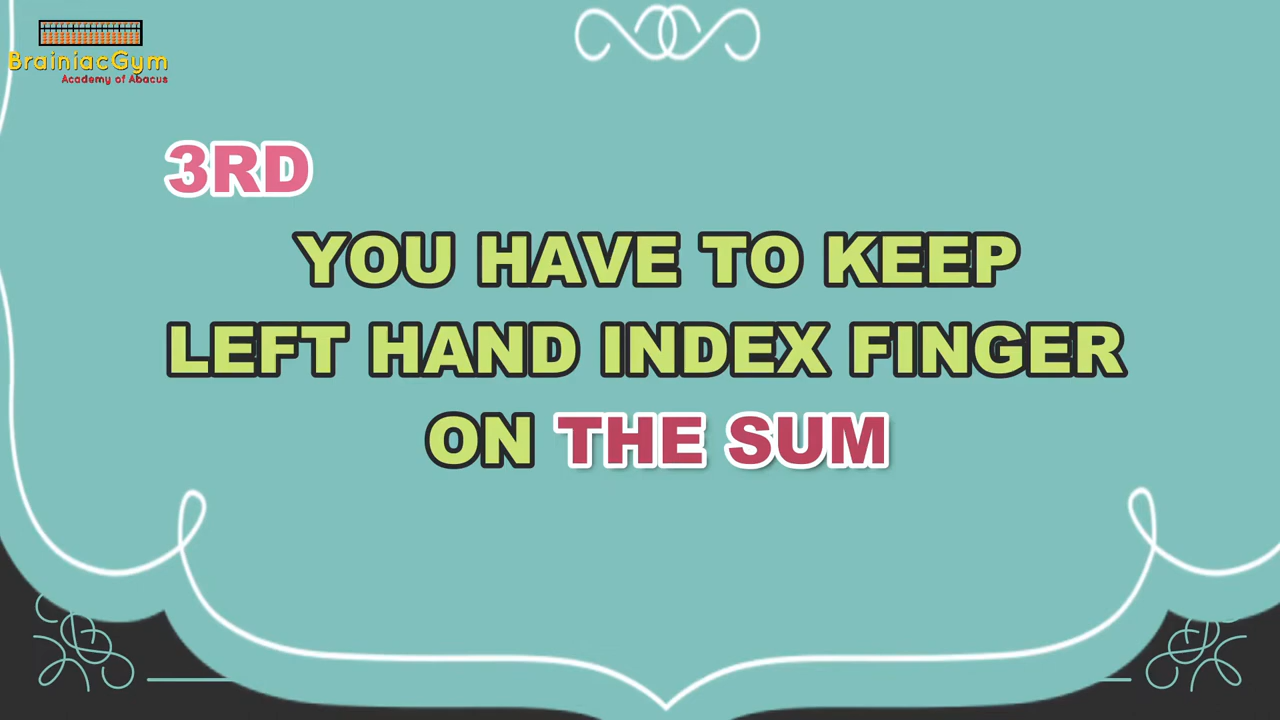 BrainiacGym
Academy of Abacus
3RD
YOU HAVE TO KEEP
LEFT HAND INDEX FINGER
ON THE SUM